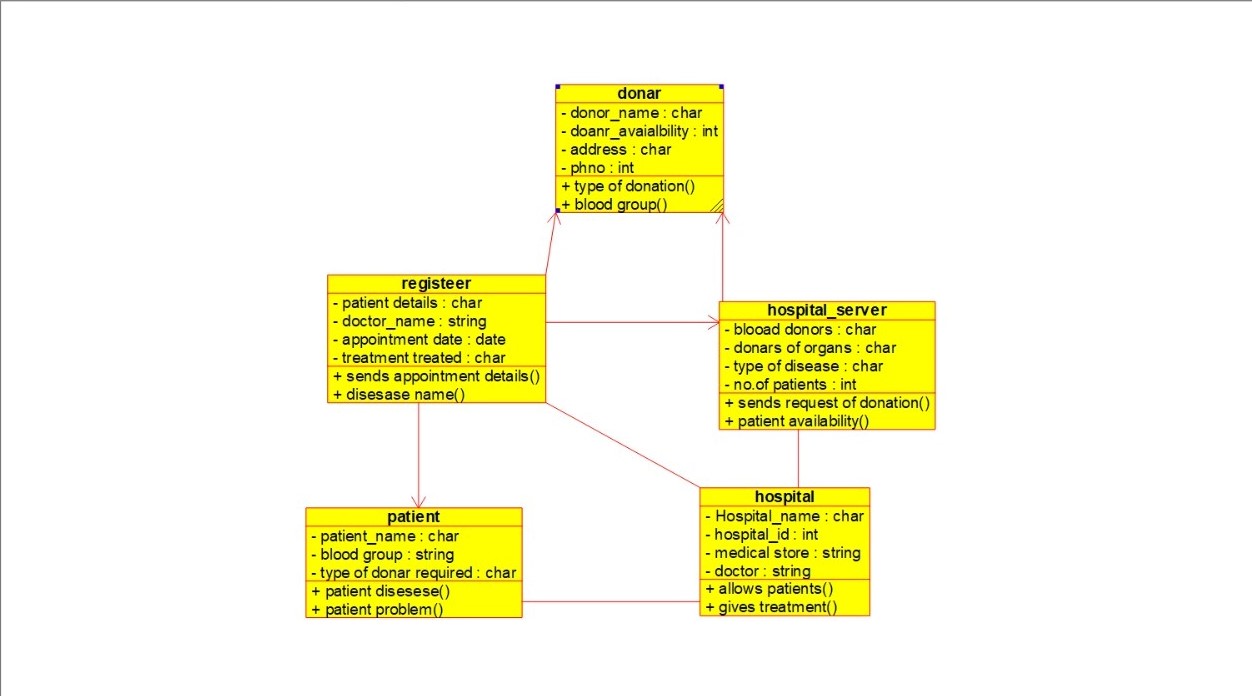 donar
- donor_name : char
- doanr_avaialbility : int
- address : char
- phno : int
+ type of donation()
+ blood group()
registeer
- patient details : char
- doctor_name : string
- appointment date : date
- treatment treated : char
+ sends appointment details()
+ disesase name()
hospital_server
- blooad donors : char
- donars of organs : char
- type of disease : char
- no.of patients : int
+ sends request of donation()
+ patient availability()
patient
- patient_name : char
- blood group : string
- type of donar required : char
+ patient disesese()
+ patient problem()
hospital
- Hospital_name : char
- hospital_id : int
- medical store : string
- doctor : string
+ allows patients()
+ gives treatment()